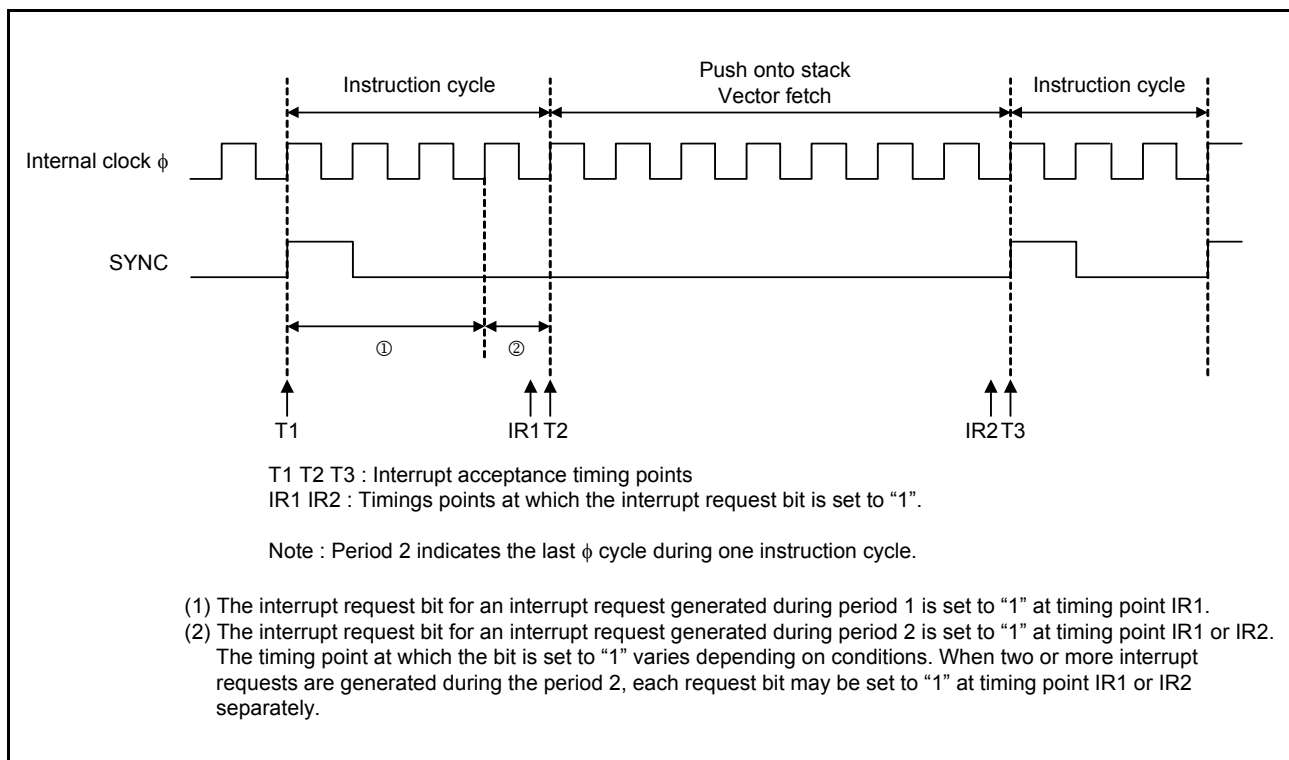 Instruction cycle
Push onto stack
Vector fetch
Instruction cycle
Internal clock ϕ
SYNC
①
②
T1
IR1 T2
IR2 T3
T1 T2 T3 : Interrupt acceptance timing points
IR1 IR2 : Timings points at which the interrupt request bit is set to “1”.
Note : Period 2 indicates the last ϕ cycle during one instruction cycle.
(1) The interrupt request bit for an interrupt request generated during period 1 is set to “1” at timing point IR1.
(2) The interrupt request bit for an interrupt request generated during period 2 is set to “1” at timing point IR1 or IR2.
The timing point at which the bit is set to “1” varies depending on conditions. When two or more interrupt
requests are generated during the period 2, each request bit may be set to “1” at timing point IR1 or IR2
separately.